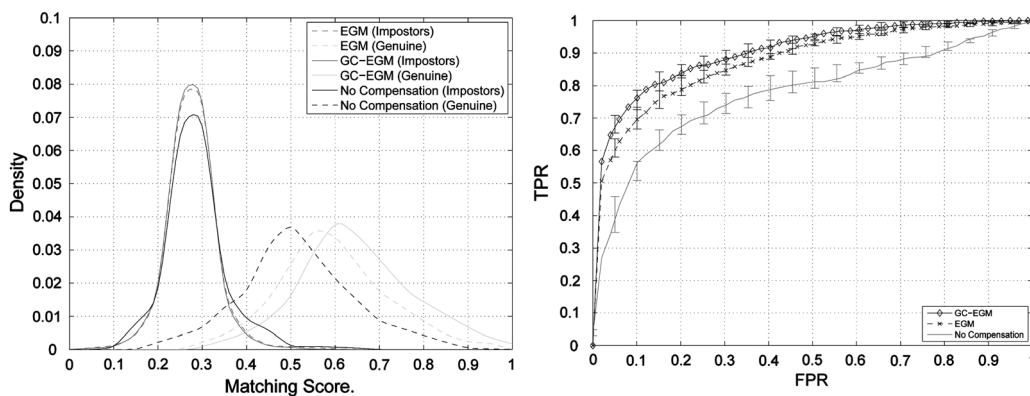 0.1
0.09
0.08
0.07
0.06
0.05
0.04
0.03
0.02
0.01
0
Density
EGM (Impostors)
EGM (Genuine)
GC-EGM (Impostors)
GC-EGM (Genuine)
No Compensation (Impostors)
No Compensation (Genuine)
0 0.1 0.2 0.3 0.4 0.5 0.6 0.7 0.8 0.9 1
Matching Score.
1
0.9
0.8
0.7
0.6
0.5
0.4
0.3
0.2
0.1
0
TPR
GC-EGM
EGM
No Compensation
0 0.1 0.2 0.3 0.4 0.5 0.6 0.7 0.8 0.9 1
FPR